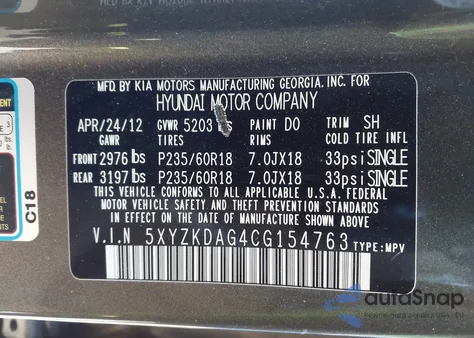 MFD. BY KIA MOTORS MANUFACTURING GEORGIA. INC. FOR
HYUNDAI MOTOR COMPANY
APR/24/12 GVWR 5203 PAINT DO TRIM SH
GAWR TIRES RIMS COLD TIRE INFL
FRONT 2976 lbs P235/60R18 7.0JX18 33psi SINGLE
REAR 3197 lbs P235/60R18 7.0JX18 33psi SINGLE
THIS VEHICLE CONFORMS TO ALL APPLICABLE U.S.A. FEDERAL
MOTOR VEHICLE SAFETY AND THEFT PREVENTION STANDARDS IN
EFFECT ON THE DATE OF MANUFACTURE SHOWN ABOVE.
V.I.N 5XYZKDAG4CG154763 TYPE: MPV
C18
autoSnap